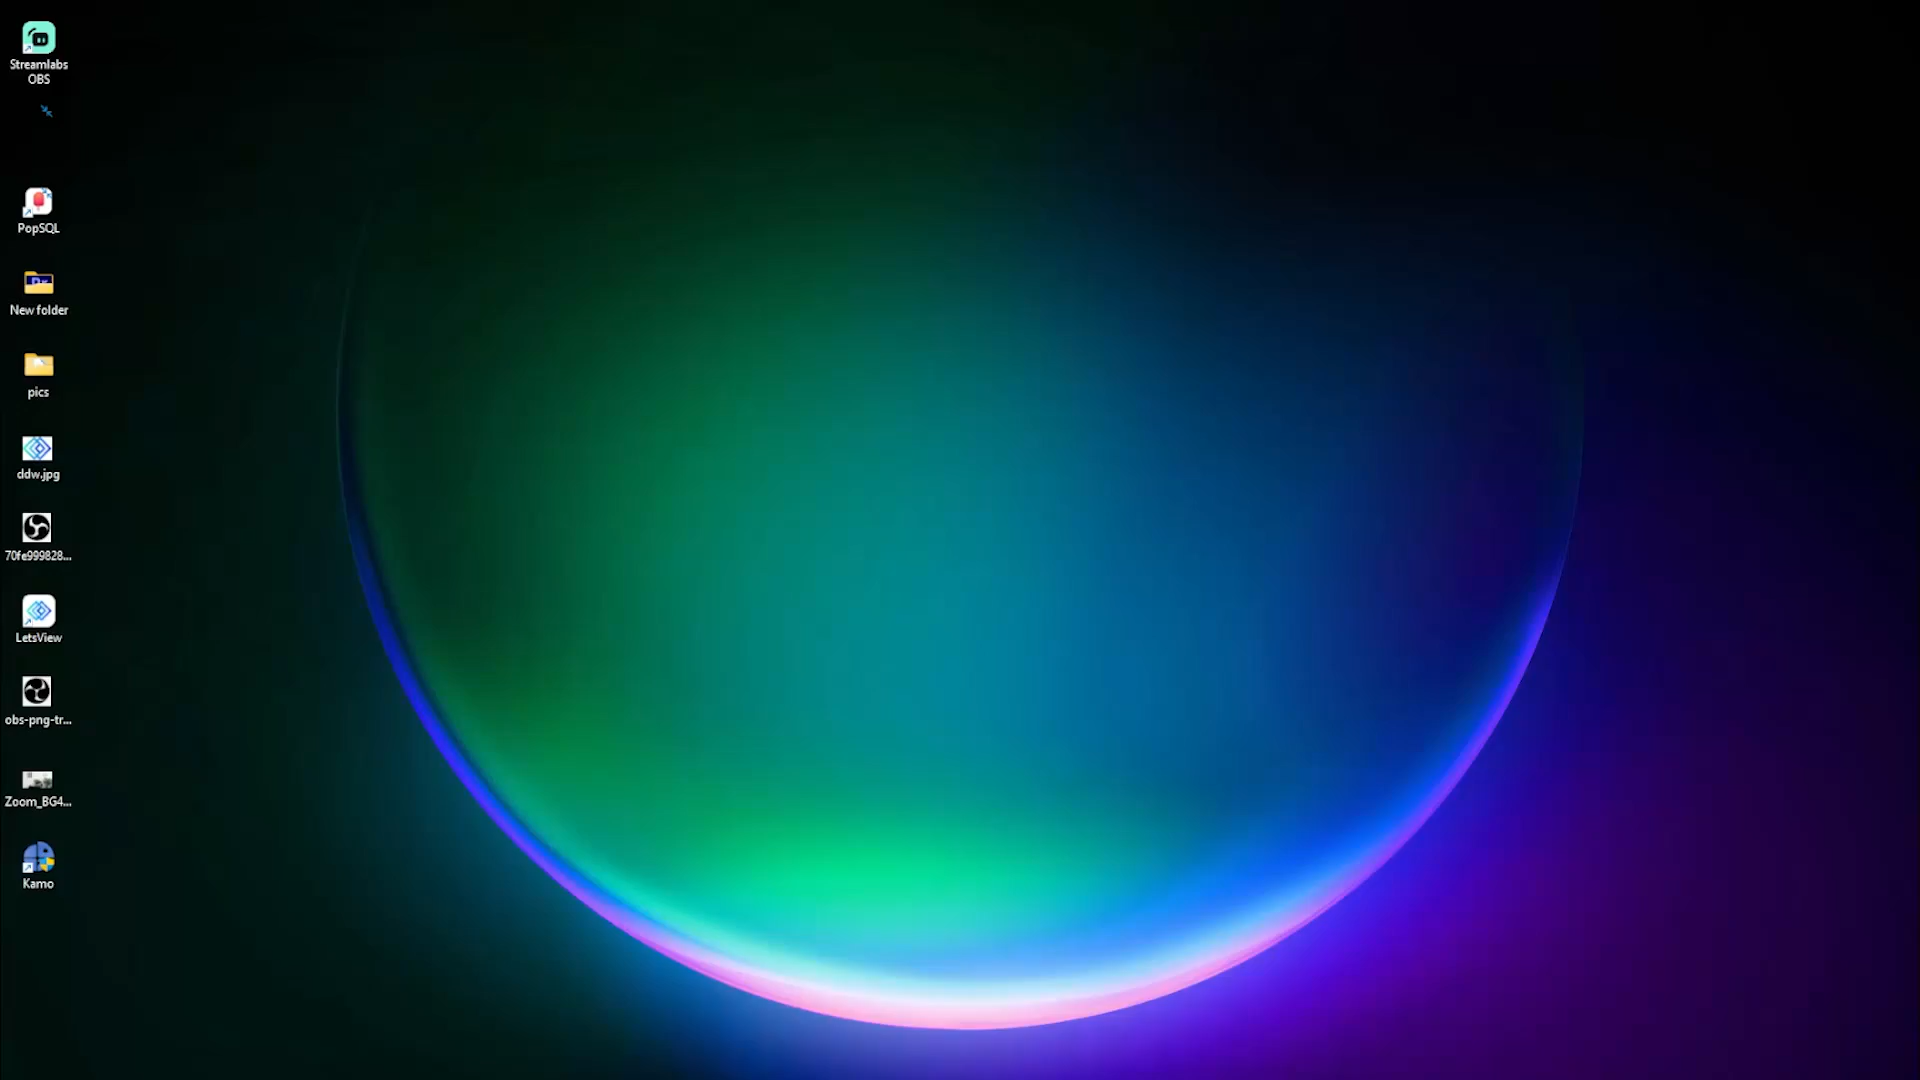 Streamlabs
OBS
PopSQL
New folder
pics
ddw.jpg
70fe999828...
LetsView
obs-png-tr...
Zoom_BG4...
Kamo